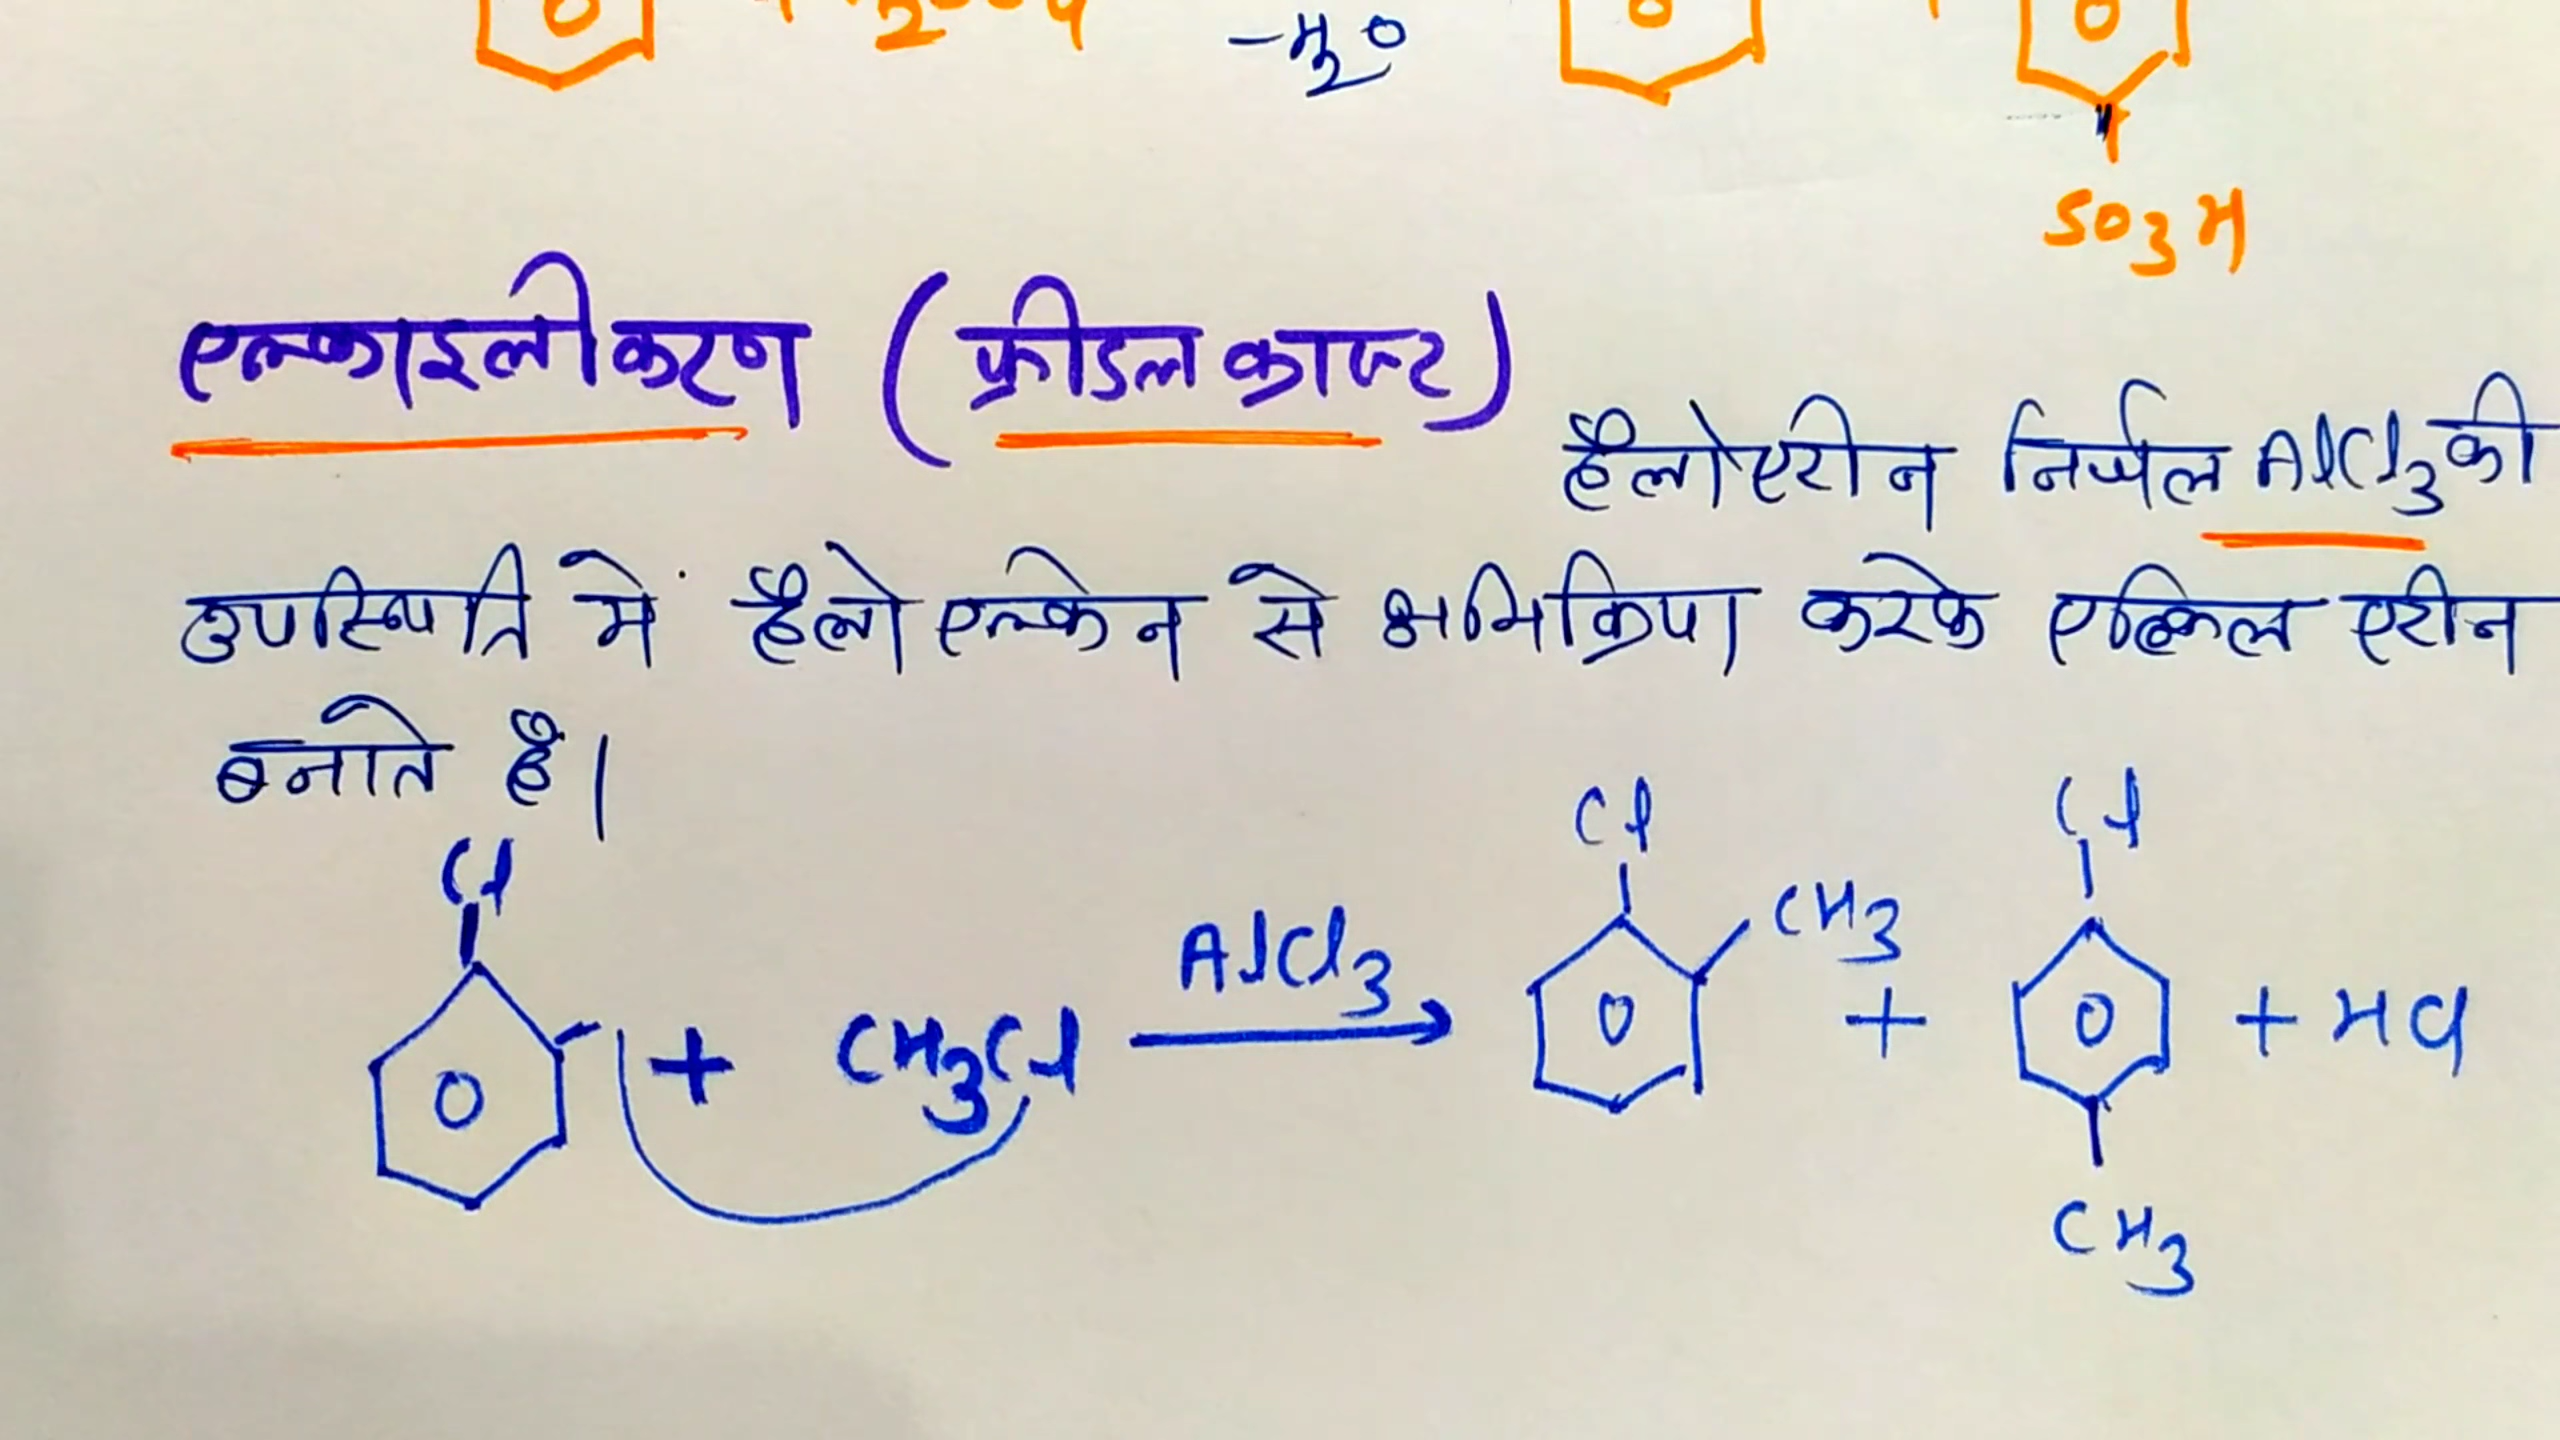 -H2O
SO3H
एल्काइलीकरण (फ्रीडल क्राफ्ट)
हैलोएरीन निर्जल AlCl3 की
उपस्थिति में हैलो एल्केन से अभिक्रिया करके एल्किल एरीन
बनाते है।
Cl Cl Cl
+ CH3Cl AlCl3 CH3 + + HCl
CH3